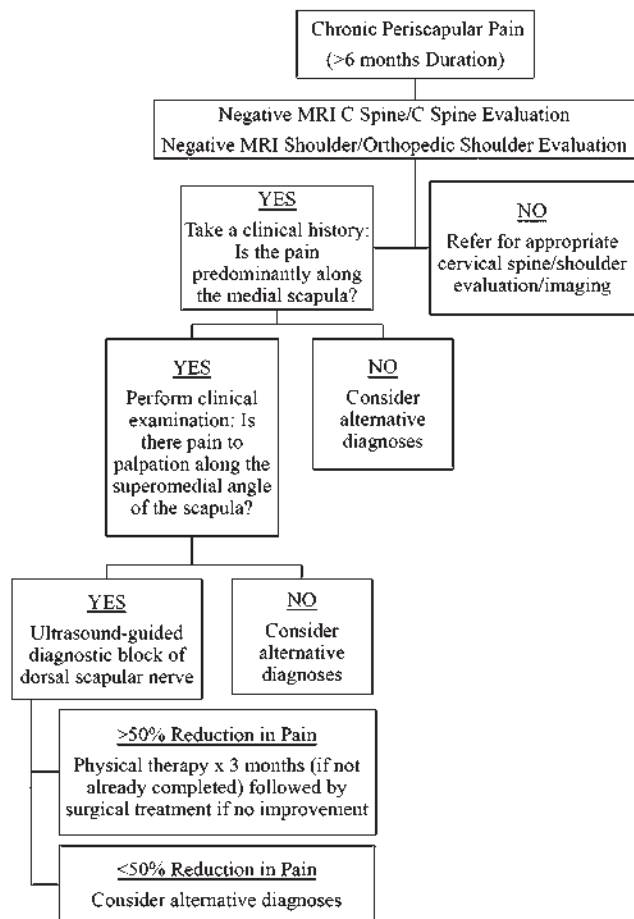 Chronic Periscapular Pain
(>6 months Duration)
Negative MRI C Spine/C Spine Evaluation
Negative MRI Shoulder/Orthopedic Shoulder Evaluation
YES
Take a clinical history:
Is the pain
predominantly along
the medial scapula?
NO
Refer for appropriate
cervical spine/shoulder
evaluation/imaging
YES
Perform clinical
examination: Is
there pain to
palpation along the
superomedial angle
of the scapula?
NO
Consider
alternative
diagnoses
YES
Ultrasound-guided
diagnostic block of
dorsal scapular nerve
NO
Consider
alternative
diagnoses
>50% Reduction in Pain
Physical therapy x 3 months (if not
already completed) followed by
surgical treatment if no improvement
<50% Reduction in Pain
Consider alternative diagnoses